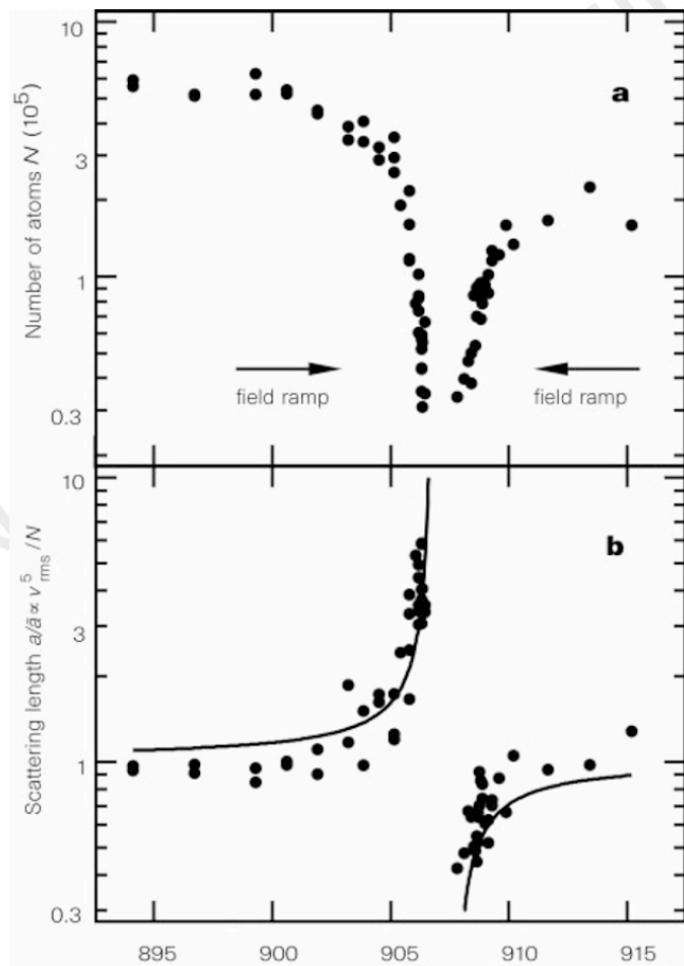 10
a
Number of atoms N (10⁵)
3
1
field ramp
field ramp
0.3
10
b
Scattering length a/ã ∝ v⁵rms/N
3
1
0.3
895 900 905 910 915